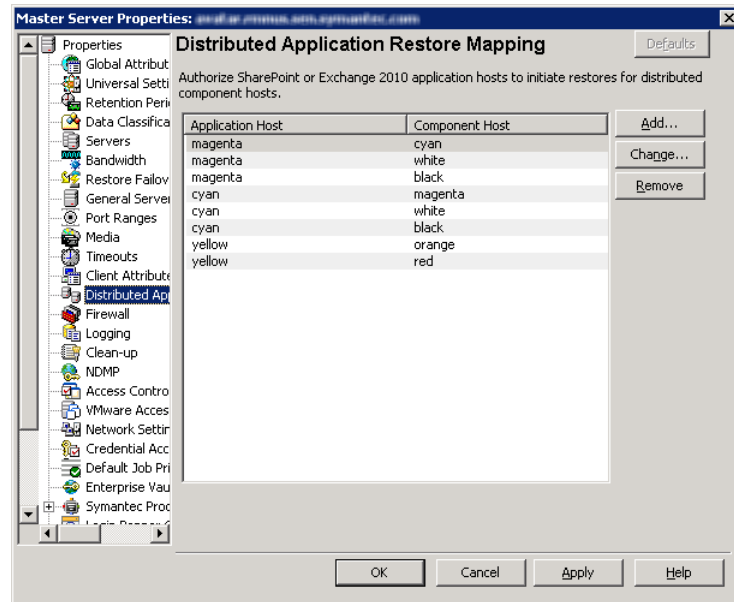 Master Server Properties:
Properties
Global Attribut
Universal Setti
Retention Peri
Data Classifica
Servers
Bandwidth
Restore Failov
General Server
Port Ranges
Media
Timeouts
Client Attribute
Distributed App
Firewall
Logging
Clean-up
NDMP
Access Contro
VMware Acces
Network Settin
Credential Acc
Default Job Pri
Enterprise Vau
Symantec Proc
Distributed Application Restore Mapping
Defaults
Authorize SharePoint or Exchange 2010 application hosts to initiate restores for distributed
component hosts.
Application Host Component Host
magenta cyan
magenta white
magenta black
cyan magenta
cyan white
cyan black
yellow orange
yellow red
Add...
Change...
Remove
OK Cancel Apply Help